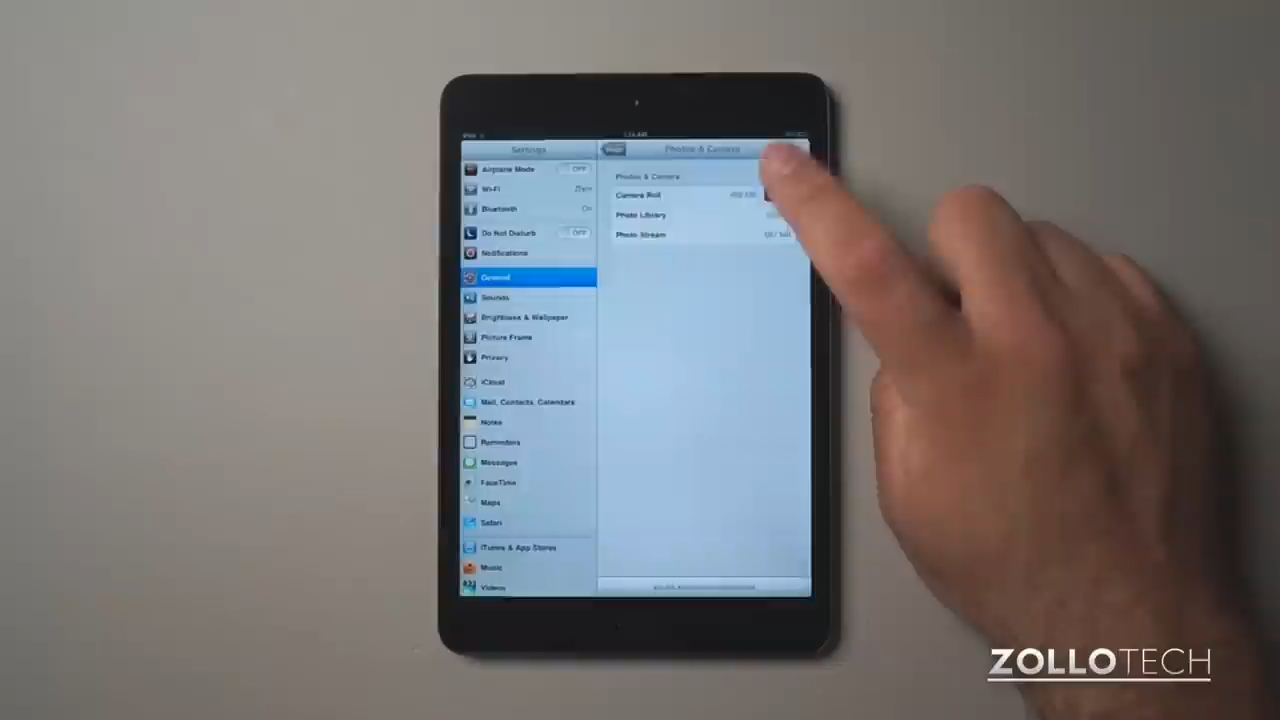 Settings
Photos & Camera
Airplane Mode OFF
Wi-Fi
Bluetooth On
Do Not Disturb OFF
Notifications
General
Sounds
Brightness & Wallpaper
Picture Frame
Privacy
iCloud
Mail, Contacts, Calendars
Notes
Reminders
Messages
FaceTime
Maps
Safari
iTunes & App Stores
Music
Videos
Photos & Camera
Camera Roll
Photo Library
Photo Stream
ZOLLOTECH